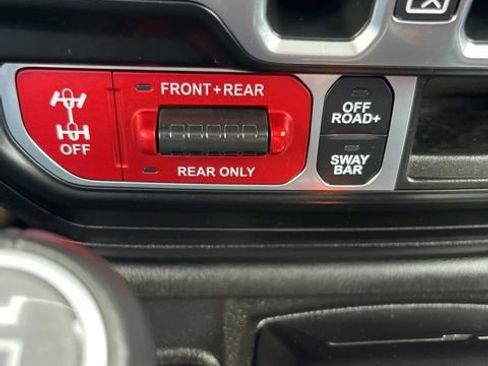 FRONT+REAR
OFF
REAR ONLY
OFF
ROAD+
SWAY
BAR